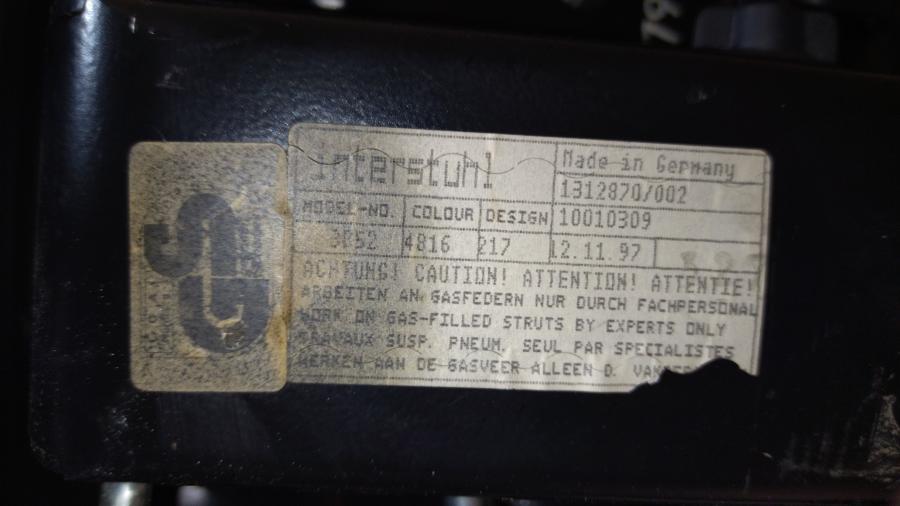 79
GS
interstuhl
Made in Germany
1312870/002
MODEL-NO. COLOUR DESIGN 10010309
4816 217 12.11.97
ACHTUNG! CAUTION! ATTENTION! ATTENTIE!
ARBEITEN AN GASFEDERN NUR DURCH FACHPERSONAL
WORK ON GAS-FILLED STRUTS BY EXPERTS ONLY
TRAVAUX SUSP. PNEUM. SEUL PAR SPECIALISTES
WERKEN AAN DE GASVEER ALLEEN D.